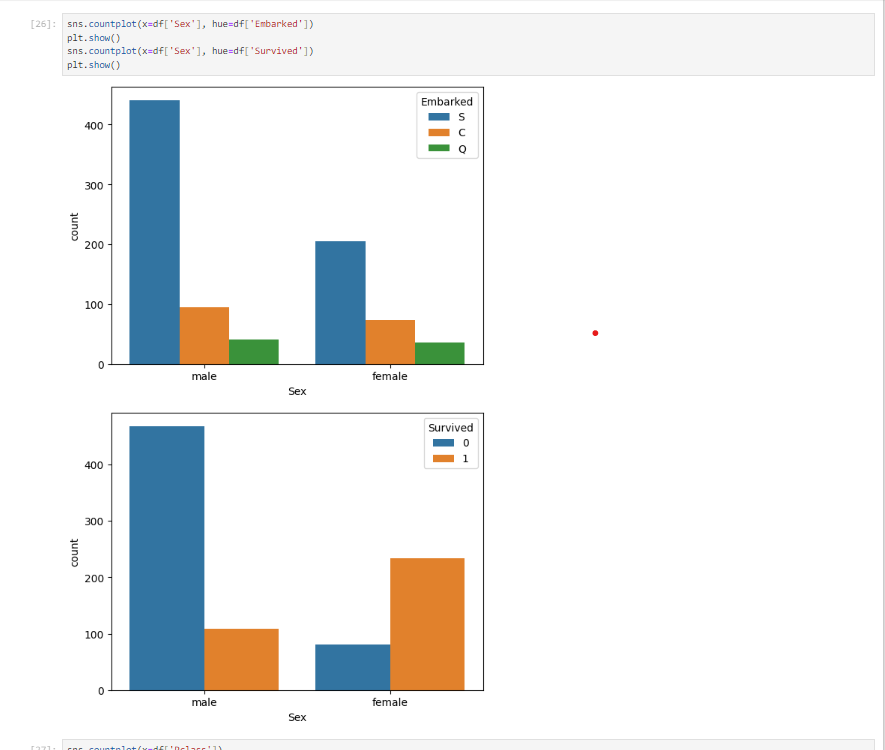 [26]: sns.countplot(x=df['Sex'], hue=df['Embarked'])
plt.show()
sns.countplot(x=df['Sex'], hue=df['Survived'])
plt.show()
Embarked
S
C
Q
400
300
200
100
0
count
male female
Sex
Survived
0
1
400
300
200
100
0
count
male female
Sex
[27]: sns.countplot(x=df['Pclass'])